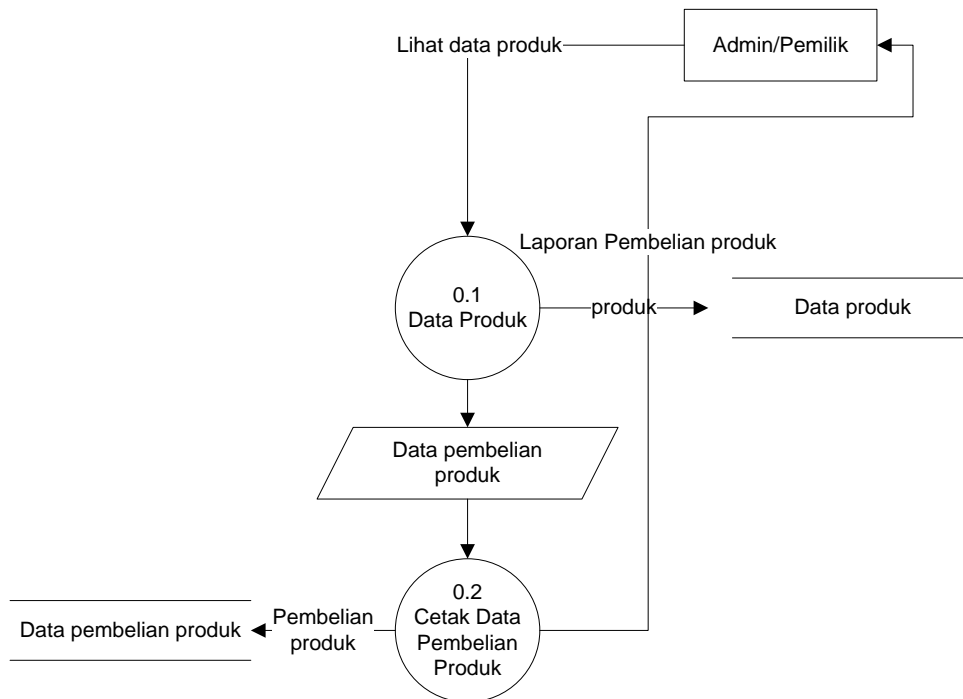 Lihat data produk
Admin/Pemilik
Laporan Pembelian produk
0.1
Data Produk
produk
Data produk
Data pembelian
produk
0.2
Cetak Data
Pembelian
Produk
Pembelian
produk
Data pembelian produk